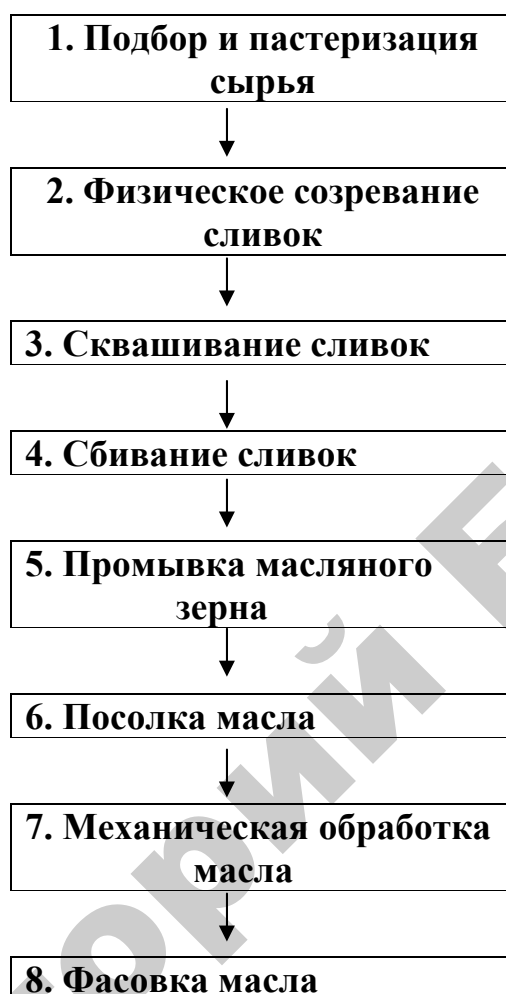 1. Подбор и пастеризация
сырья
2. Физическое созревание
сливок
3. Сквашивание сливок
4. Сбивание сливок
5. Промывка масляного
зерна
6. Посолка масла
7. Механическая обработка
масла
8. Фасовка масла